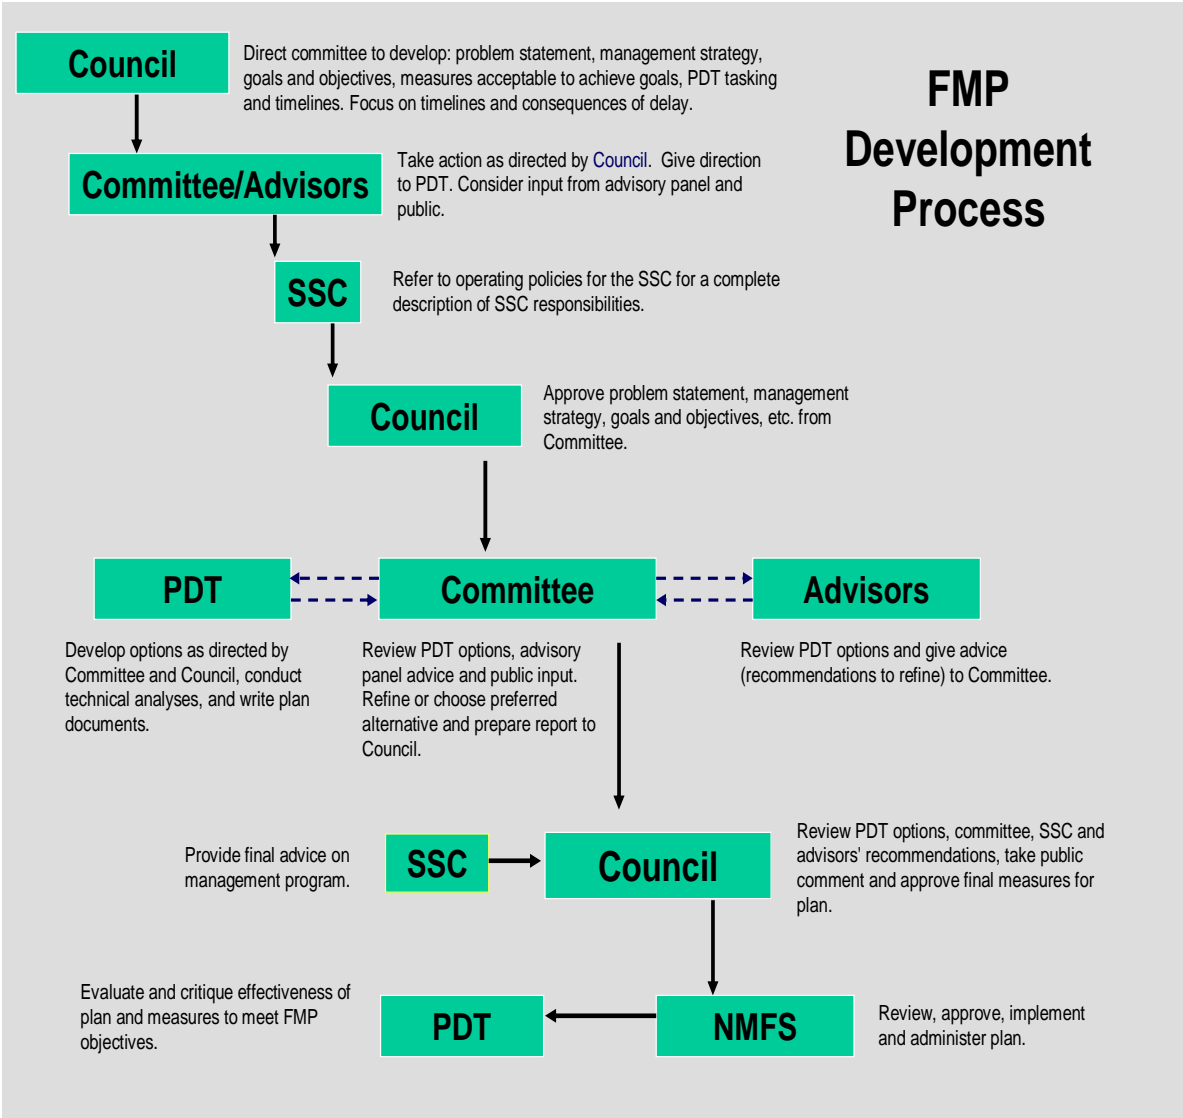 Council
Direct committee to develop: problem statement, management strategy,
goals and objectives, measures acceptable to achieve goals, PDT tasking
and timelines. Focus on timelines and consequences of delay.
FMP
Development
Process
Committee/Advisors
Take action as directed by Council.  Give direction
to PDT. Consider input from advisory panel and
public.
SSC
Refer to operating policies for the SSC for a complete
description of SSC responsibilities.
Council
Approve problem statement, management
strategy, goals and objectives, etc. from
Committee.
PDT
Committee
Advisors
Develop options as directed by
Committee and Council, conduct
technical analyses, and write plan
documents.
Review PDT options, advisory
panel advice and public input.
Refine or choose preferred
alternative and prepare report to
Council.
Review PDT options and give advice
(recommendations to refine) to Committee.
Provide final advice on
management program.
SSC
Council
Review PDT options, committee, SSC and
advisors' recommendations, take public
comment and approve final measures for
plan.
Evaluate and critique effectiveness of
plan and measures to meet FMP
objectives.
PDT
NMFS
Review, approve, implement
and administer plan.